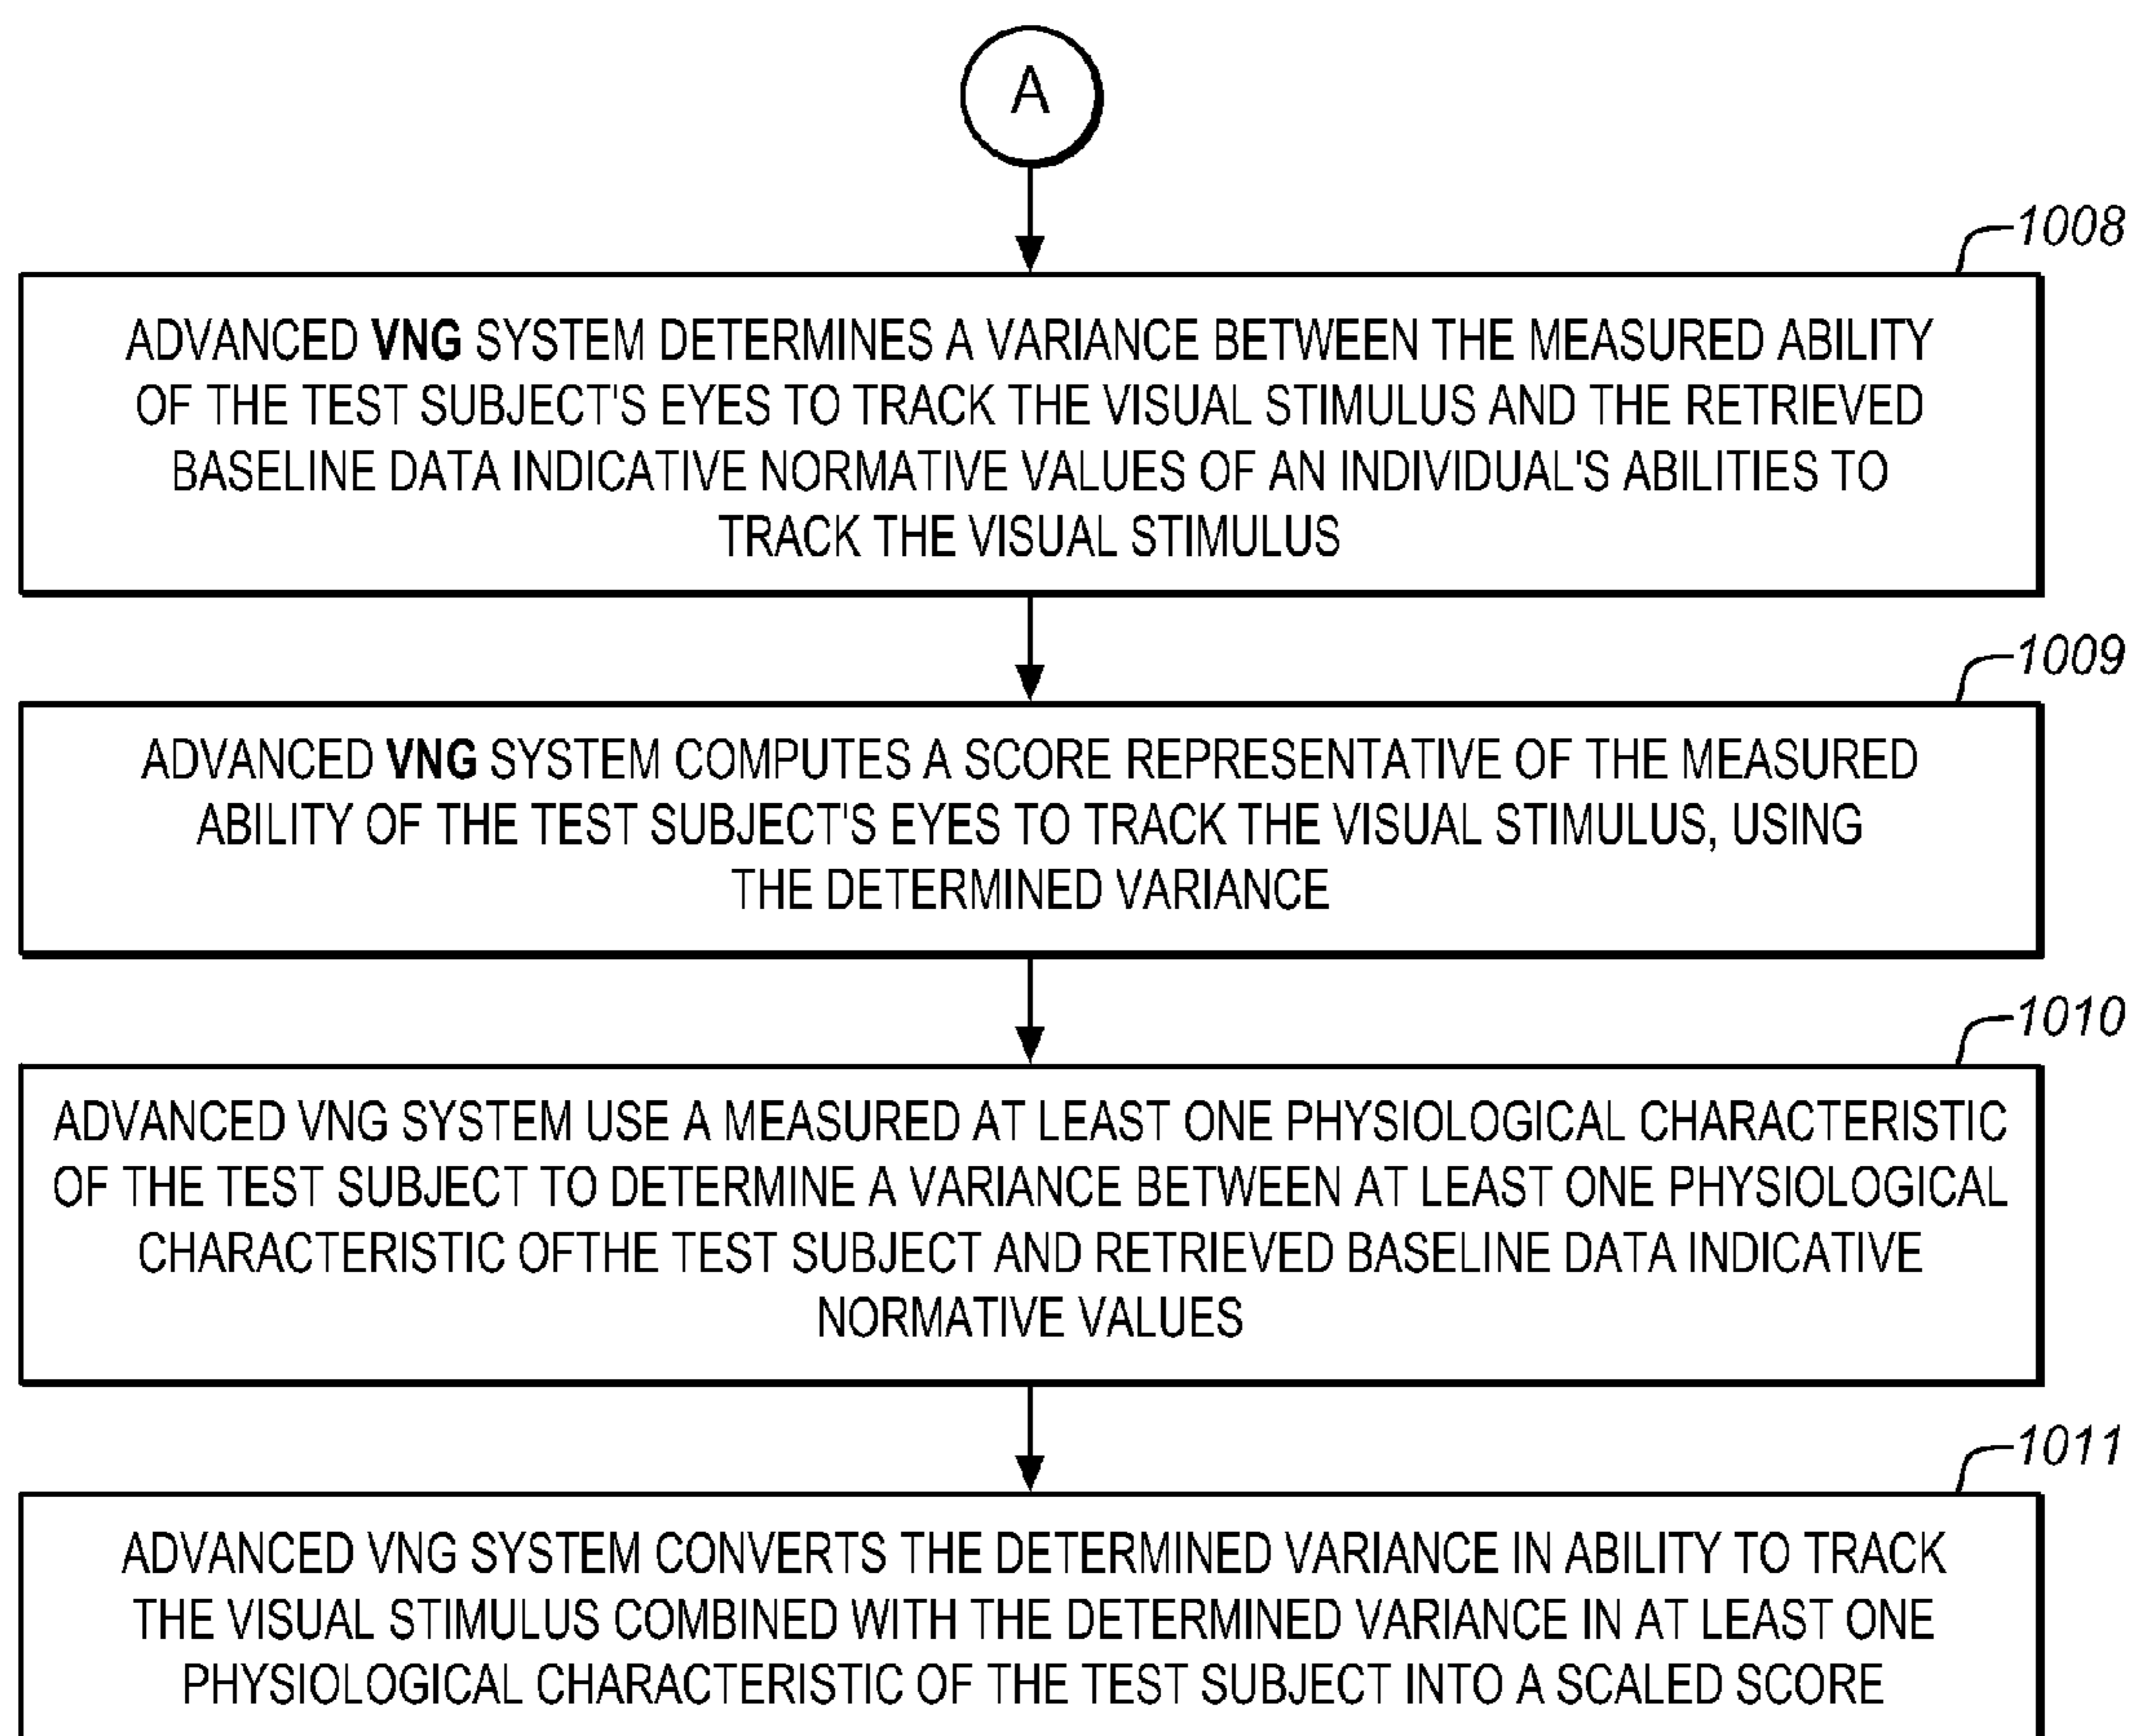 A
1008
ADVANCED VNG SYSTEM DETERMINES A VARIANCE BETWEEN THE MEASURED ABILITY
OF THE TEST SUBJECT'S EYES TO TRACK THE VISUAL STIMULUS AND THE RETRIEVED
BASELINE DATA INDICATIVE NORMATIVE VALUES OF AN INDIVIDUAL'S ABILITIES TO
TRACK THE VISUAL STIMULUS
1009
ADVANCED VNG SYSTEM COMPUTES A SCORE REPRESENTATIVE OF THE MEASURED
ABILITY OF THE TEST SUBJECT'S EYES TO TRACK THE VISUAL STIMULUS, USING
THE DETERMINED VARIANCE
1010
ADVANCED VNG SYSTEM USE A MEASURED AT LEAST ONE PHYSIOLOGICAL CHARACTERISTIC
OF THE TEST SUBJECT TO DETERMINE A VARIANCE BETWEEN AT LEAST ONE PHYSIOLOGICAL
CHARACTERISTIC OFTHE TEST SUBJECT AND RETRIEVED BASELINE DATA INDICATIVE
NORMATIVE VALUES
1011
ADVANCED VNG SYSTEM CONVERTS THE DETERMINED VARIANCE IN ABILITY TO TRACK
THE VISUAL STIMULUS COMBINED WITH THE DETERMINED VARIANCE IN AT LEAST ONE
PHYSIOLOGICAL CHARACTERISTIC OF THE TEST SUBJECT INTO A SCALED SCORE